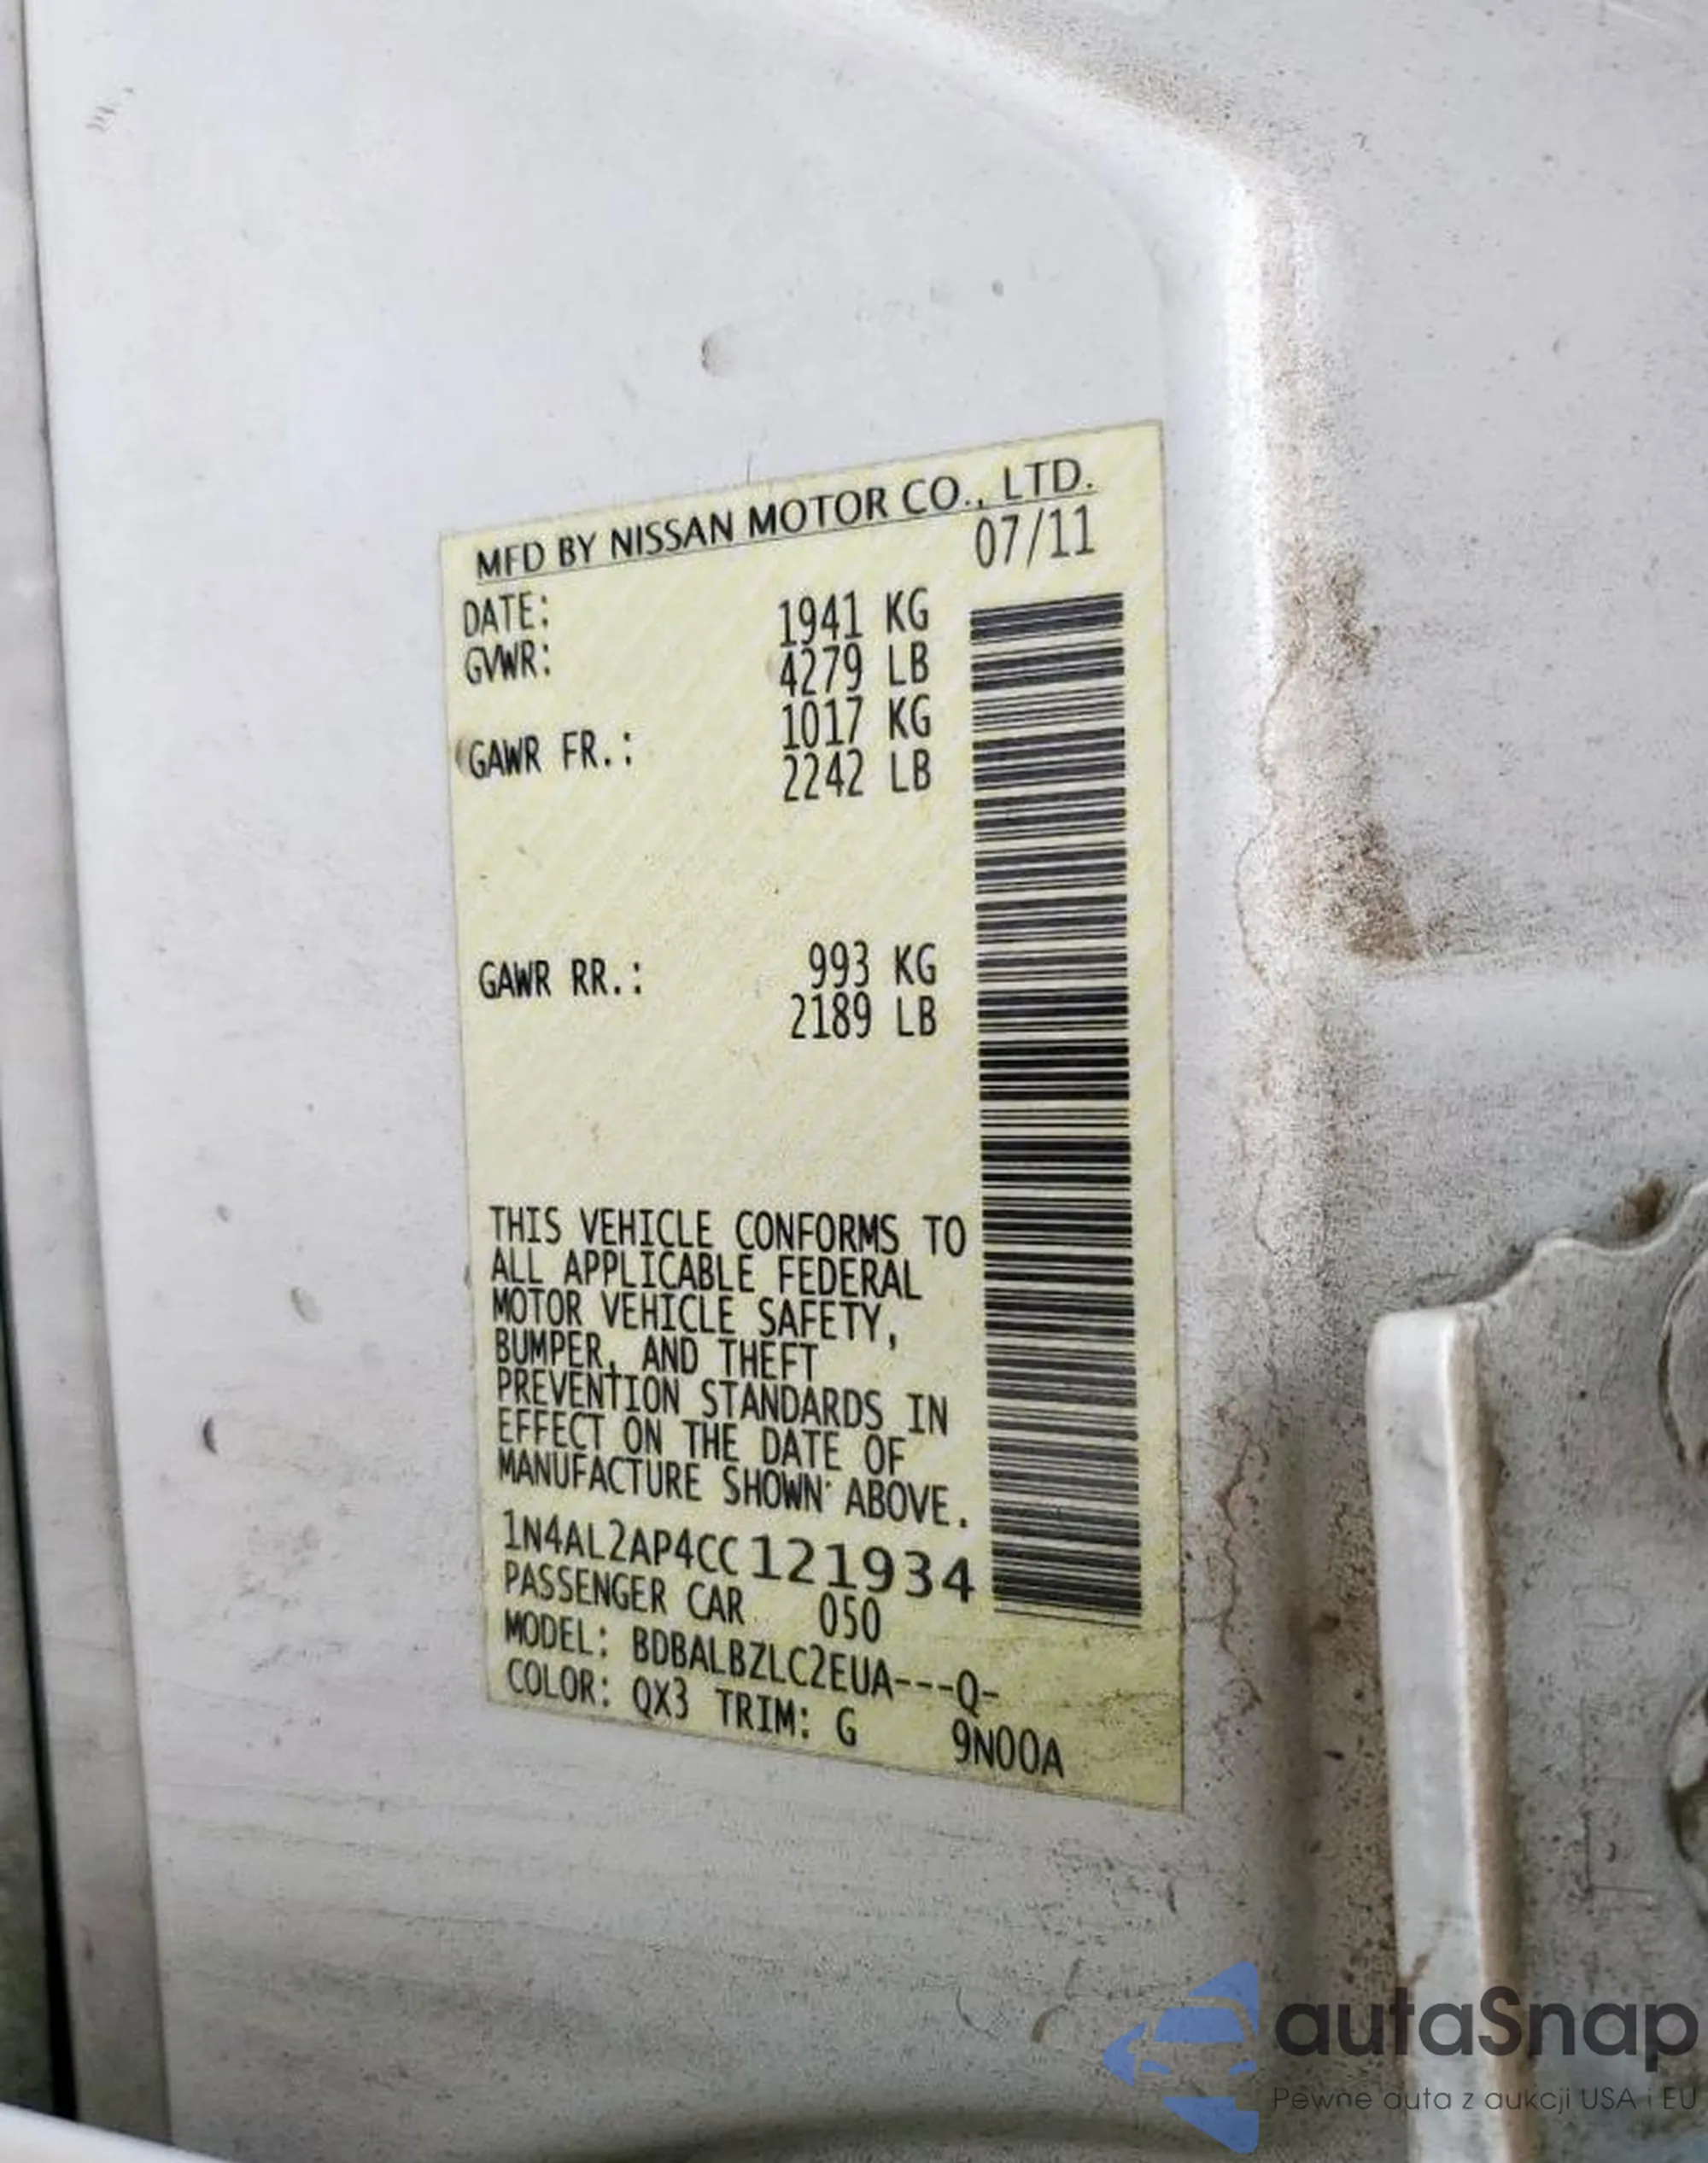 MFD BY NISSAN MOTOR CO., LTD.
DATE: 07/11
GVWR: 1941 KG
4279 LB
GAWR FR.: 1017 KG
2242 LB
GAWR RR.: 993 KG
2189 LB
THIS VEHICLE CONFORMS TO
ALL APPLICABLE FEDERAL
MOTOR VEHICLE SAFETY,
BUMPER, AND THEFT
PREVENTION STANDARDS IN
EFFECT ON THE DATE OF
MANUFACTURE SHOWN ABOVE.
1N4AL2AP4CC121934
PASSENGER CAR 050
MODEL: BDBALBZLC2EUA---Q-
COLOR: QX3 TRIM: G 9N00A
autaSnap
Pewne auta z aukcji USA i EU